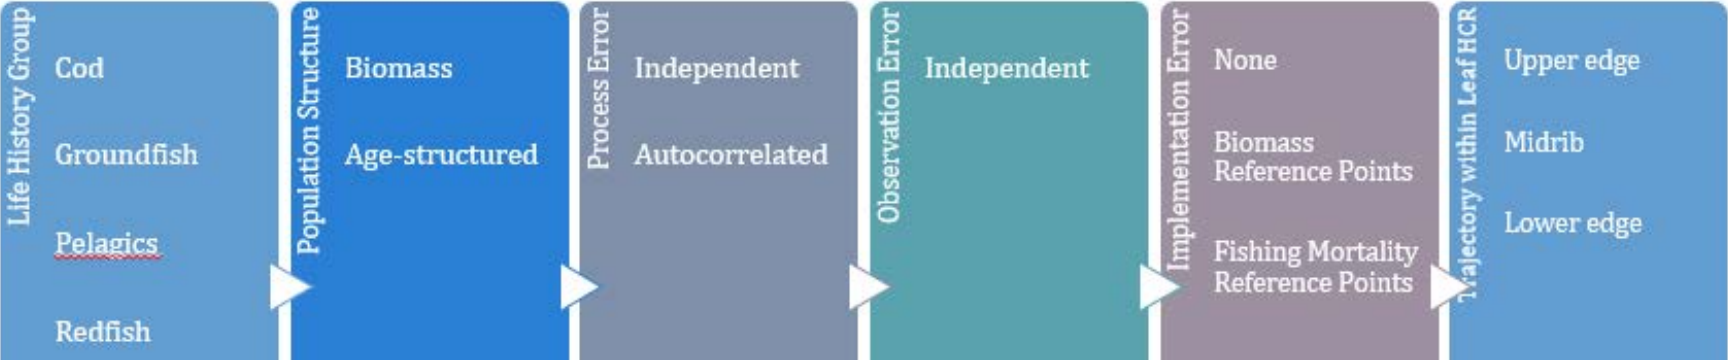 Life History Group
Cod
Groundfish
Pelagics
Redfish
Population Structure
Biomass
Age-structured
Process Error
Independent
Autocorrelated
Observation Error
Independent
Implementation Error
None
Biomass
Reference Points
Fishing Mortality
Reference Points
Trajectory within Leaf HCR
Upper edge
Midrib
Lower edge